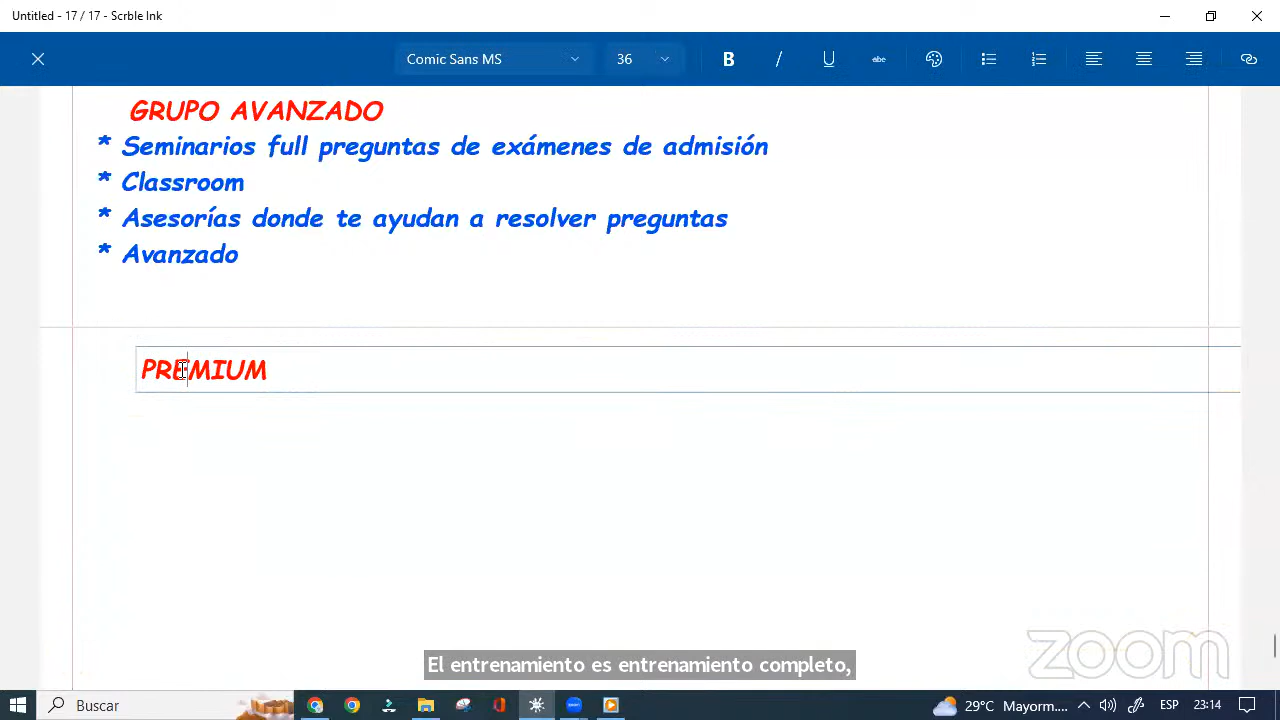 Untitled - 17 / 17 - Scrble Ink
Comic Sans MS 36 B I U abc
GRUPO AVANZADO
* Seminarios full preguntas de exámenes de admisión
* Classroom
* Asesorías donde te ayudan a resolver preguntas
* Avanzado
PREMIUM
El entrenamiento es entrenamiento completo,
zoom
Buscar 29°C Mayorm.... ESP 23:14